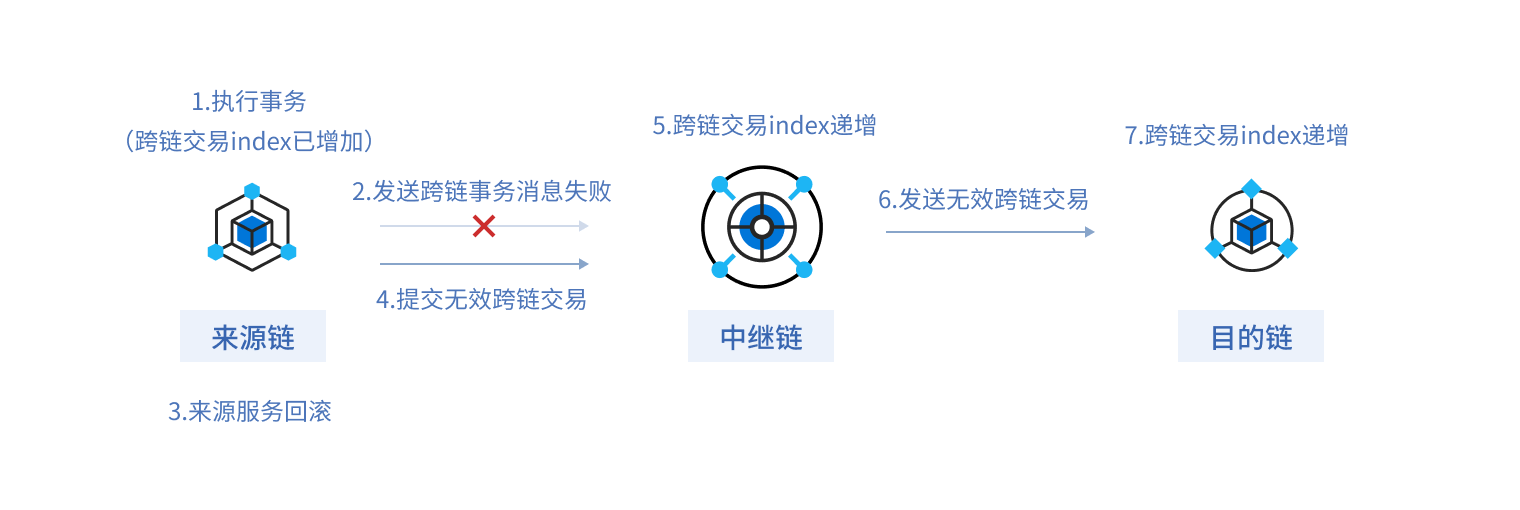 1.执行事务
（跨链交易index已增加）
2.发送跨链事务消息失败
4.提交无效跨链交易
来源链
3.来源服务回滚
5.跨链交易index递增
中继链
6.发送无效跨链交易
7.跨链交易index递增
目的链